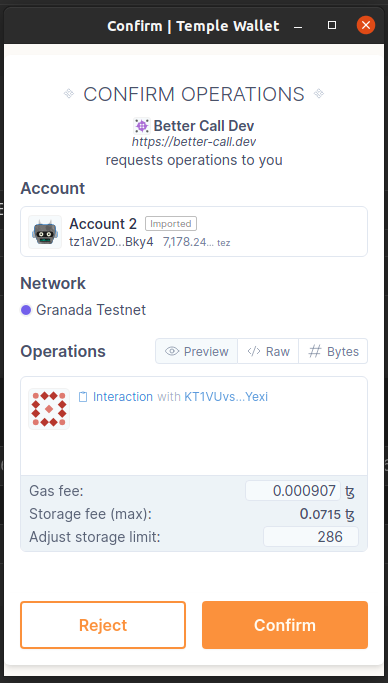 Confirm | Temple Wallet
CONFIRM OPERATIONS
Better Call Dev
https://better-call.dev
requests operations to you
Account
Account 2 Imported
tz1aV2D...Bky4 7,178.24... tez
Network
Granada Testnet
Operations Preview </> Raw # Bytes
Interaction with KT1VUvs...Yexi
Gas fee: 0.000907 ꜩ
Storage fee (max): 0.0715 ꜩ
Adjust storage limit: 286
Reject Confirm